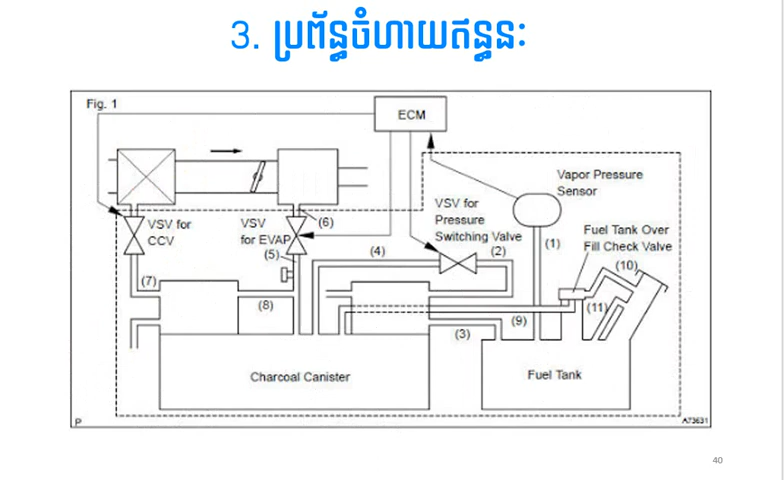 3. ប្រព័ន្ធចំហាយឥន្ធនៈ
Fig. 1
ECM
Vapor Pressure
Sensor
VSV for
Pressure
Switching Valve
Fuel Tank Over
Fill Check Valve
VSV for
CCV
VSV
for EVAP
(6)
(5)
(4)
(2)
(1)
(10)
(7)
(8)
(9)
(11)
(3)
Charcoal Canister
Fuel Tank
P
A73631
40